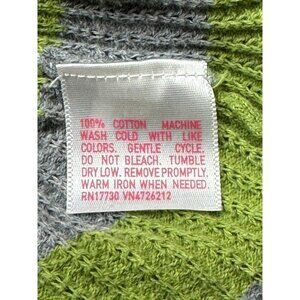 100% COTTON MACHINE
WASH COLD WITH LIKE
COLORS. GENTLE CYCLE,
DO NOT BLEACH. TUMBLE
DRY LOW. REMOVE PROMPTLY.
WARM IRON WHEN NEEDED.
RN17730 VN4726212